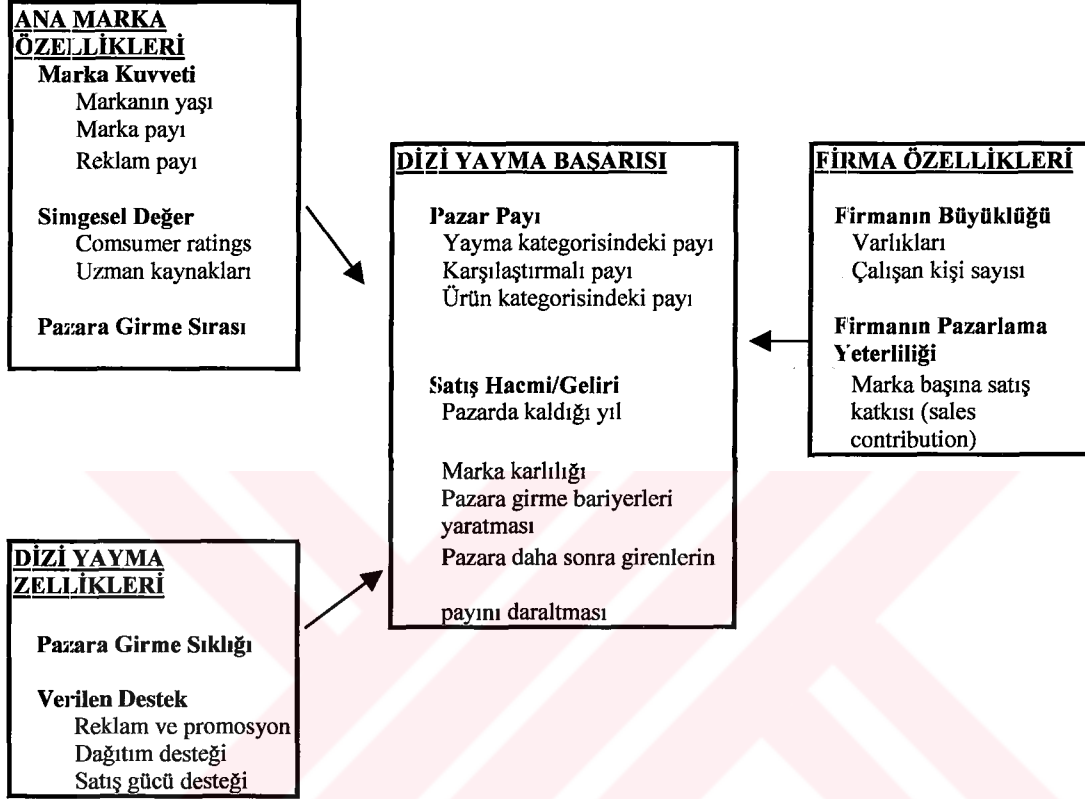 ANA MARKA
ÖZELLİKLERİ
Marka Kuvveti
Markanın yaşı
Marka payı
Reklam payı
Simgesel Değer
Comsumer ratings
Uzman kaynakları
Pazara Girme Sırası
DİZİ YAYMA
ZELLİKLERİ
Pazara Girme Sıklığı
Verilen Destek
Reklam ve promosyon
Dağıtım desteği
Satış gücü desteği
DİZİ YAYMA BAŞARISI
Pazar Payı
Yayma kategorisindeki payı
Karşılaştırmalı payı
Ürün kategorisindeki payı
Satış Hacmi/Geliri
Pazarda kaldığı yıl
Marka karlılığı
Pazara girme bariyerleri
yaratması
Pazara daha sonra girenlerin
payını daraltması
FİRMA ÖZELLİKLERİ
Firmanın Büyüklüğü
Varlıkları
Çalışan kişi sayısı
Firmanın Pazarlama
Yeterliliği
Marka başına satış
katkısı (sales
contribution)